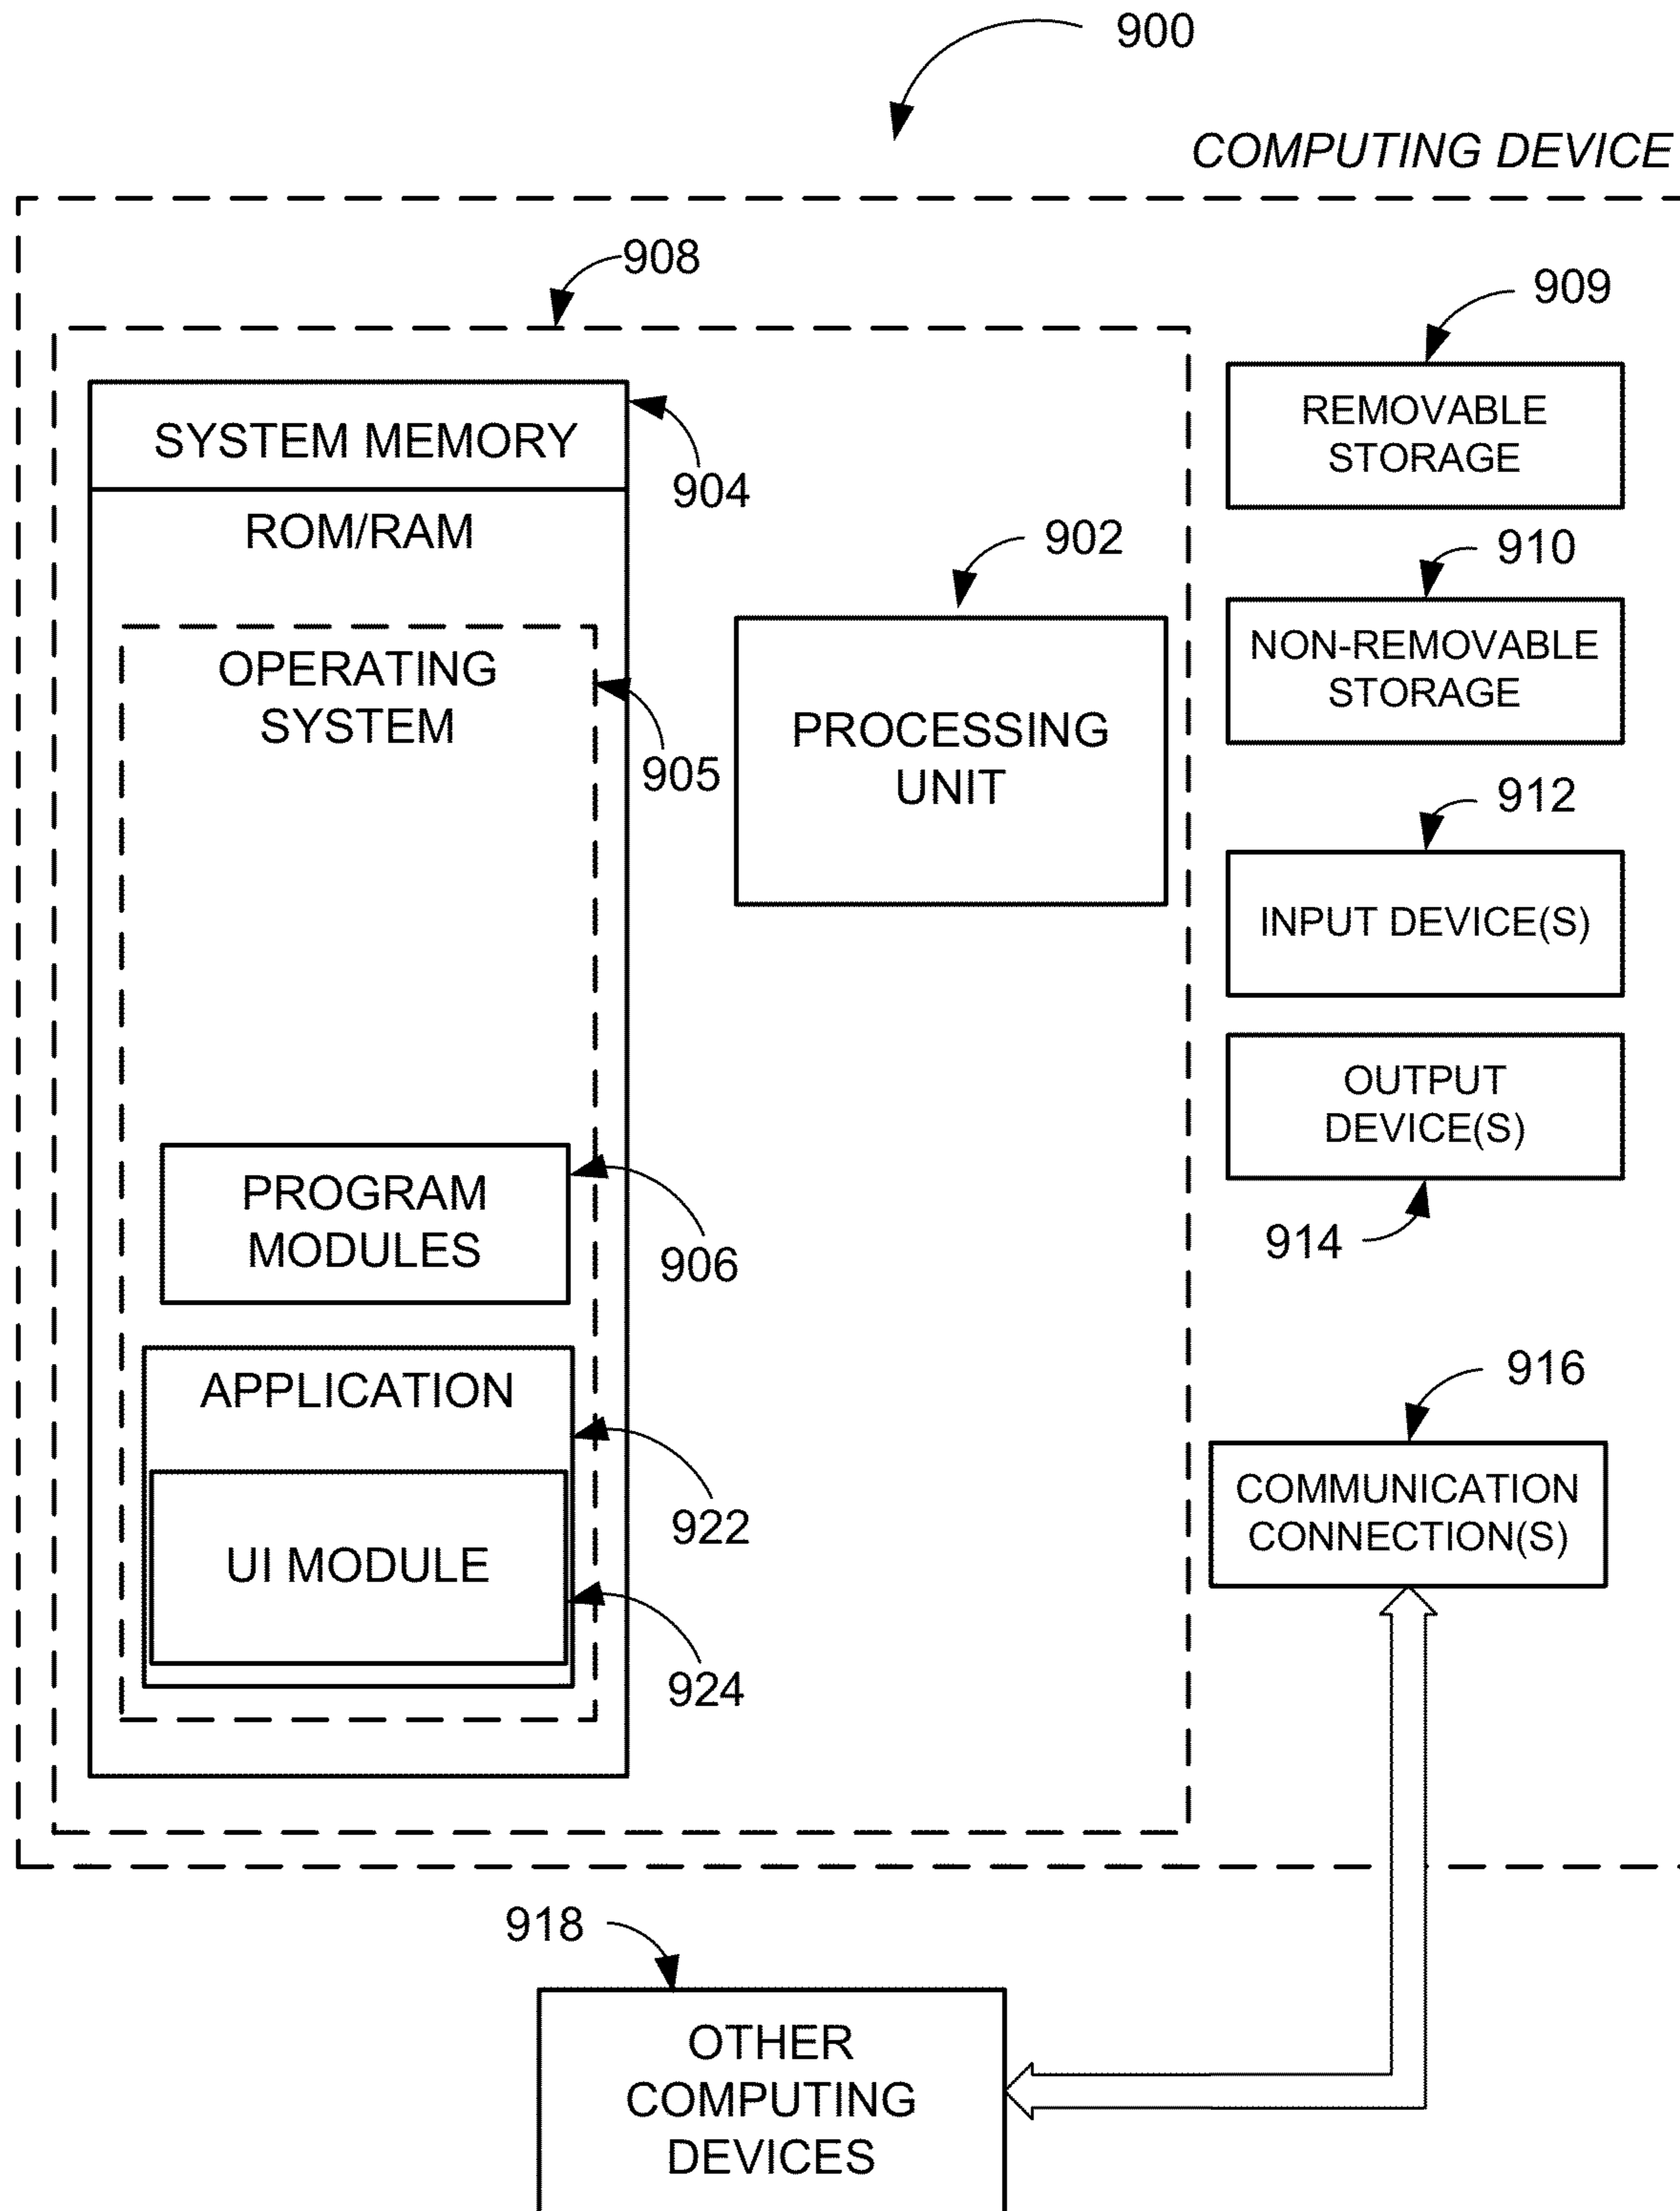 900
COMPUTING DEVICE
908
909
SYSTEM MEMORY
904
REMOVABLE
STORAGE
ROM/RAM
902
910
OPERATING
SYSTEM
905
PROCESSING
UNIT
NON-REMOVABLE
STORAGE
912
INPUT DEVICE(S)
OUTPUT
DEVICE(S)
914
PROGRAM
MODULES
906
APPLICATION
922
916
COMMUNICATION
CONNECTION(S)
UI MODULE
924
918
OTHER
COMPUTING
DEVICES